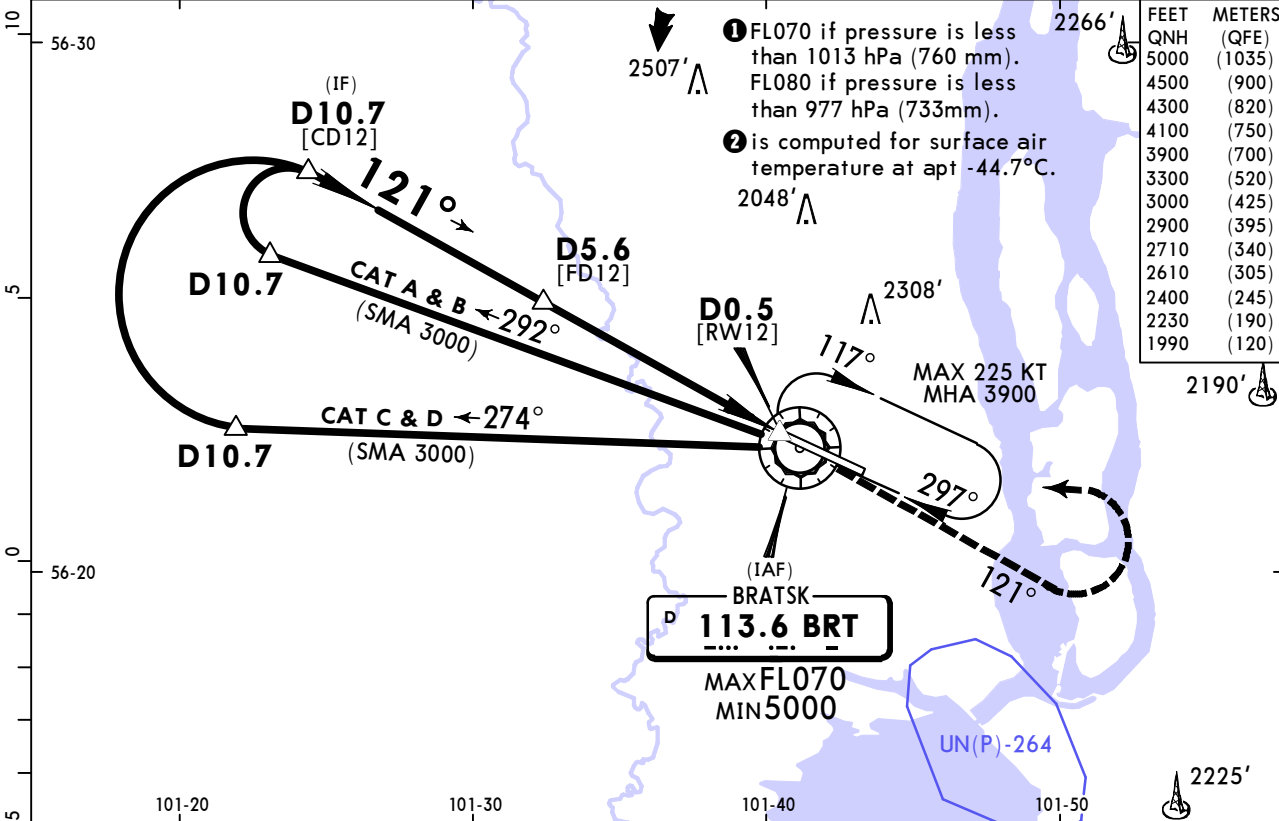 10
56-30
5
0
56-20
5
101-20
101-30
101-40
101-50
(IF)
D10.7
[CD12]
121°
2507'
❶ FL070 if pressure is less
than 1013 hPa (760 mm).
FL080 if pressure is less
than 977 hPa (733mm).
❷ is computed for surface air
temperature at apt -44.7°C.
2266'
FEET METERS
QNH (QFE)
5000 (1035)
4500 (900)
4300 (820)
4100 (750)
3900 (700)
3300 (520)
3000 (425)
2900 (395)
2710 (340)
2610 (305)
2400 (245)
2230 (190)
1990 (120)
2048'
D5.6
[FD12]
D10.7
CAT A & B ←292°
(SMA 3000)
D0.5
[RW12]
2308'
117°
MAX 225 KT
MHA 3900
2190'
CAT C & D ←274°
(SMA 3000)
D10.7
297°
121°
(IAF)
BRATSK
D 113.6 BRT
MAX FL070
MIN 5000
UN(P)-264
2225'